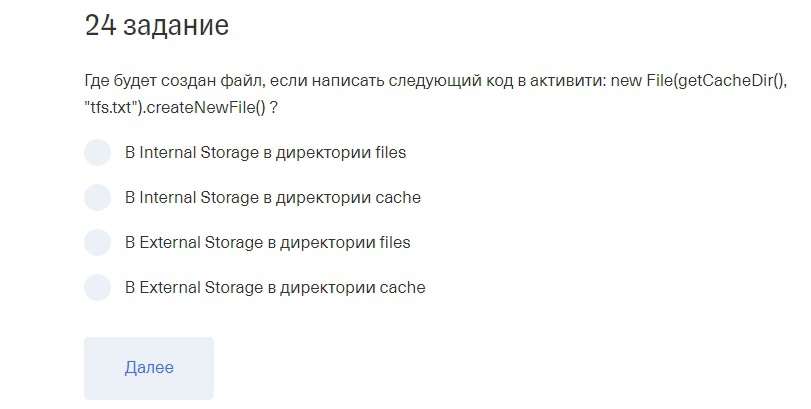 24 задание
Где будет создан файл, если написать следующий код в активити: new File(getCacheDir(),
"tfs.txt").createNewFile() ?
В Internal Storage в директории files
В Internal Storage в директории cache
В External Storage в директории files
В External Storage в директории cache
Далее